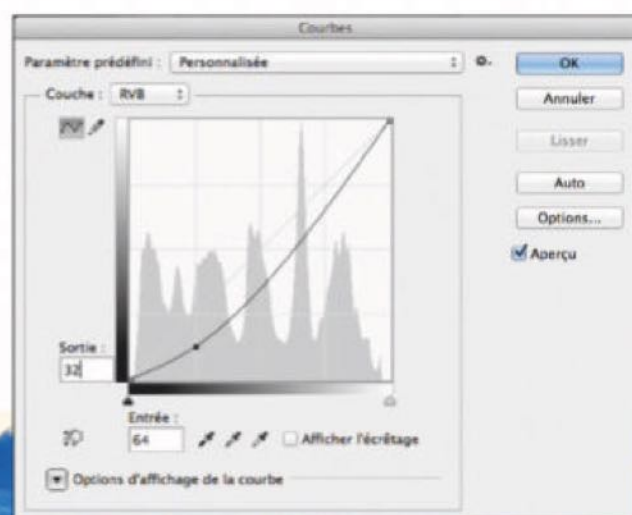 Courbes
Paramètre prédéfini : Personnalisée
OK
Couche : RVB
Annuler
Lisser
Auto
Options...
Aperçu
Sortie :
32
Entrée :
64
Afficher l'écrêtage
Options d'affichage de la courbe